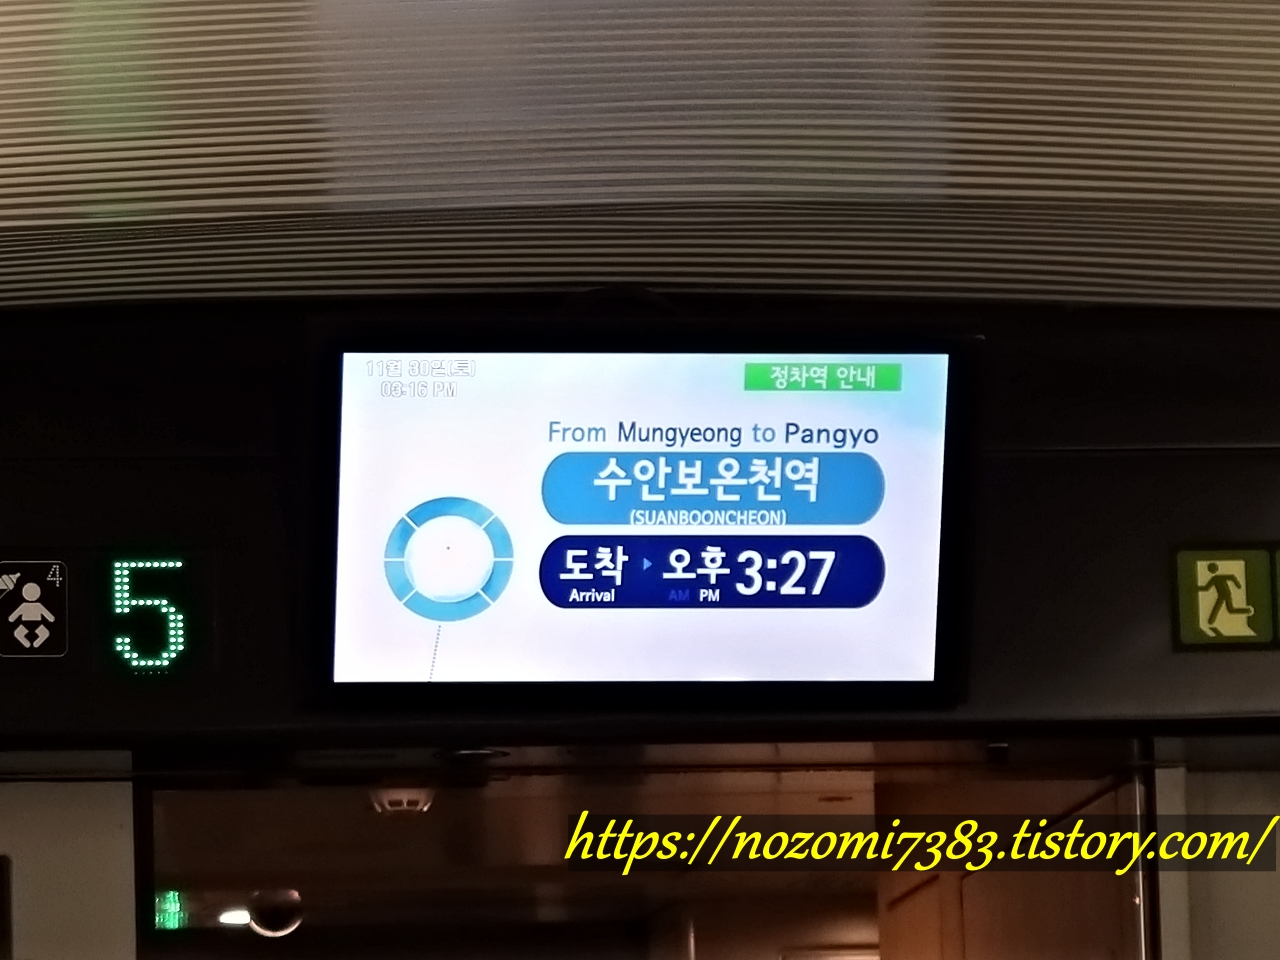 11월 30일(토)
03:16 PM
정차역 안내
From Mungyeong to Pangyo
수안보온천역
(SUANBOONCHEON)
도착 오후 3:27
Arrival AM PM
4
5
https://nozomi7383.tistory.com/